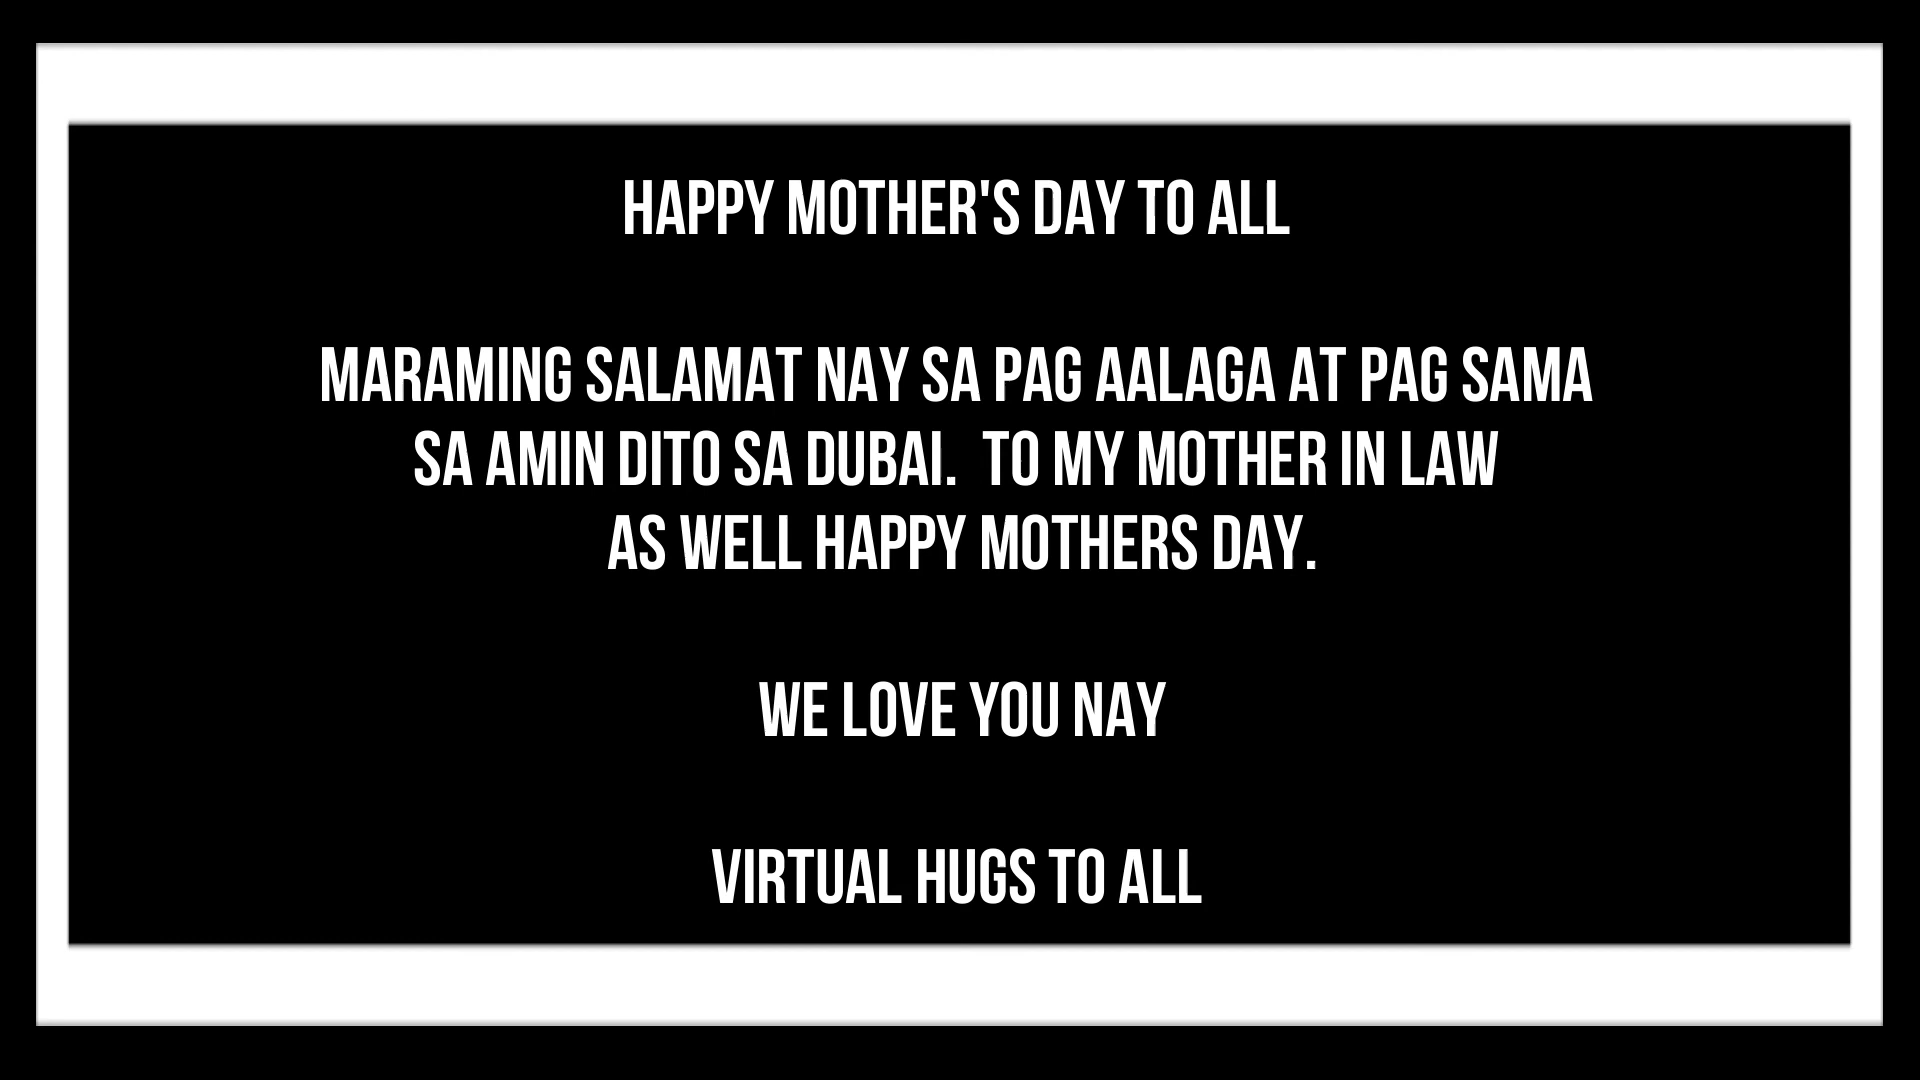 HAPPY MOTHER'S DAY TO ALL
MARAMING SALAMAT NAY SA PAG AALAGA AT PAG SAMA
SA AMIN DITO SA DUBAI.  TO MY MOTHER IN LAW
AS WELL HAPPY MOTHERS DAY.
WE LOVE YOU NAY
VIRTUAL HUGS TO ALL